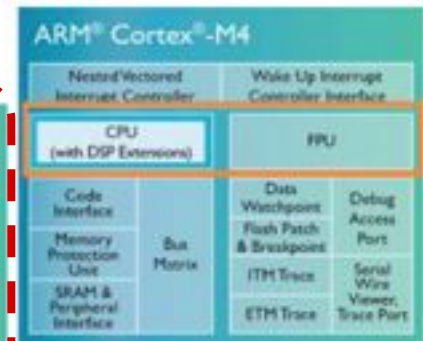 ARM® Cortex®-M4
Nested Vectored
Interrupt Controller
Wake Up Interrupt
Controller Interface
CPU
(with DSP Extensions)
FPU
Code
Interface
Memory
Protection
Unit
SRAM &
Peripheral
Interface
Bus
Matrix
Data
Watchpoint
Flash Patch
& Breakpoint
ITM Trace
ETM Trace
Debug
Access
Port
Serial
Wire
Viewer,
Trace Port